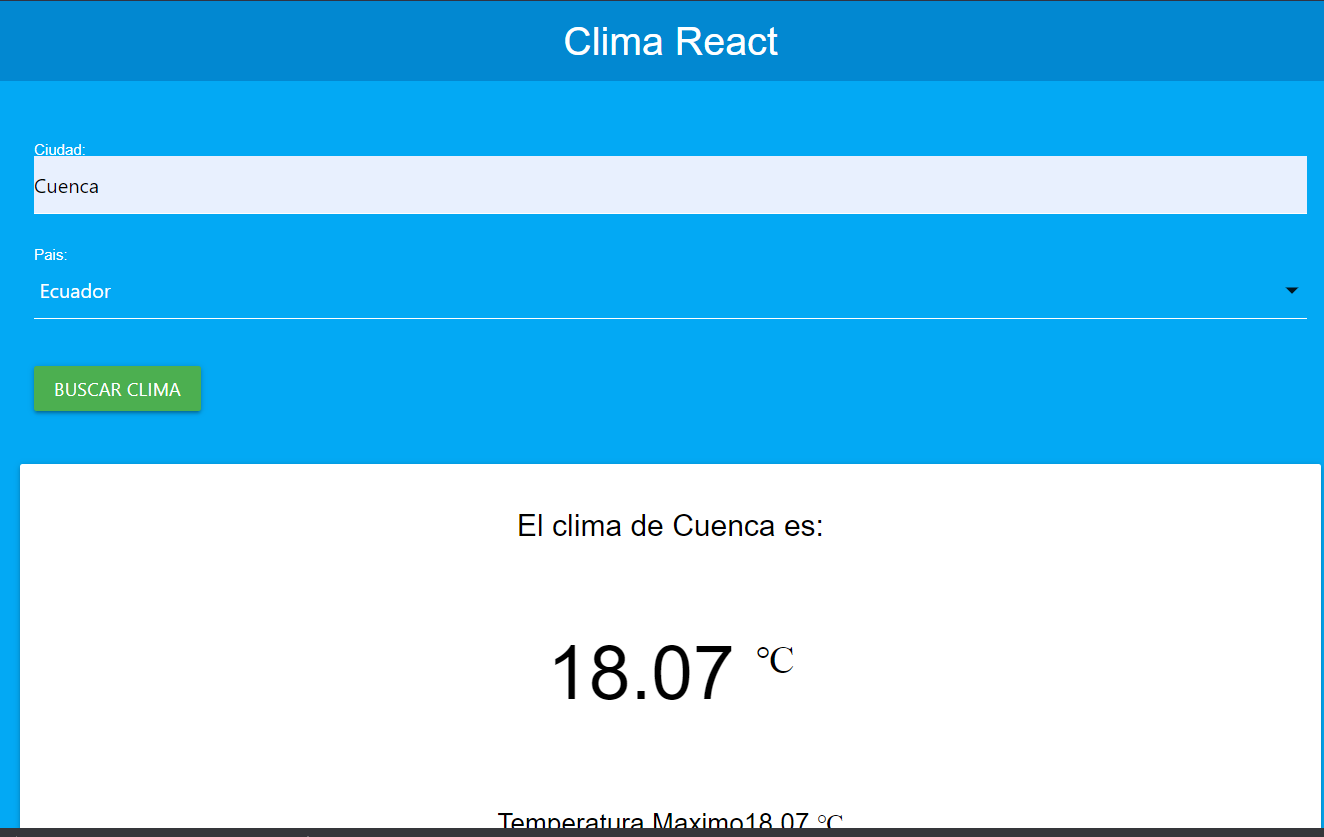 Clima React
Ciudad:
Cuenca
Pais:
Ecuador
BUSCAR CLIMA
El clima de Cuenca es:
18.07 °C
Temperatura Maximo18.07 °C